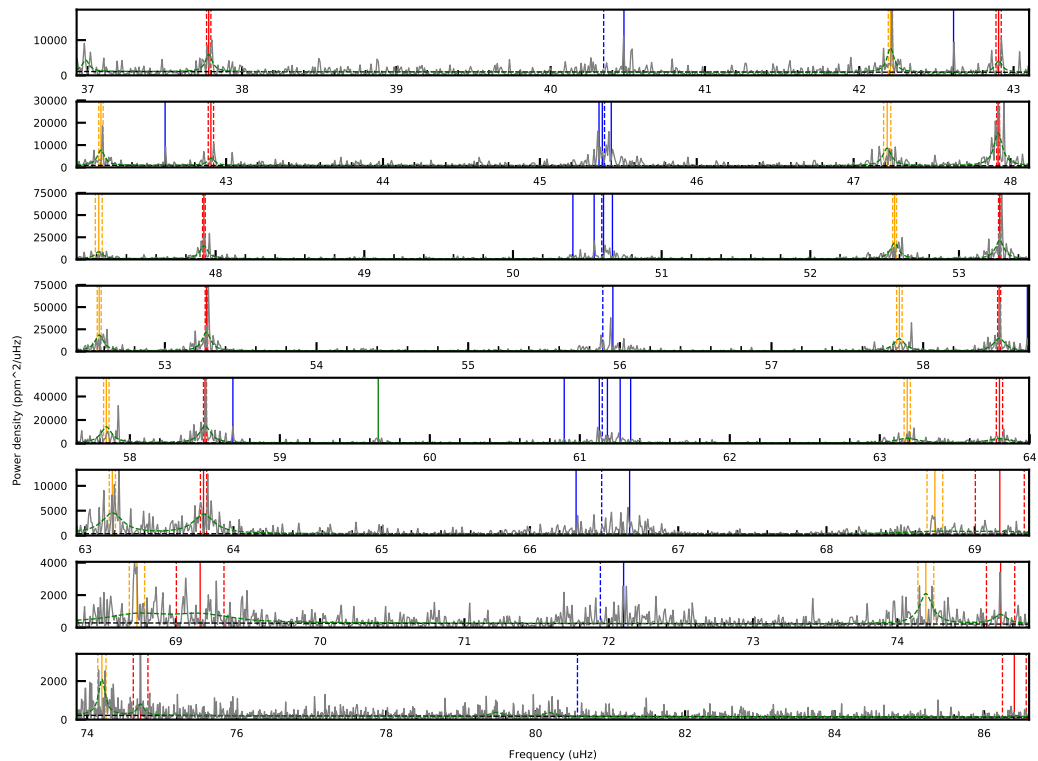 10000
0
37 38 39 40 41 42 43
30000
20000
10000
0
43 44 45 46 47 48
75000
50000
25000
0
48 49 50 51 52 53
75000
50000
25000
0
53 54 55 56 57 58
40000
20000
0
58 59 60 61 62 63 64
Power density (ppm^2/uHz)
10000
5000
0
63 64 65 66 67 68 69
4000
2000
0
69 70 71 72 73 74
2000
0
74 76 78 80 82 84 86
Frequency (uHz)